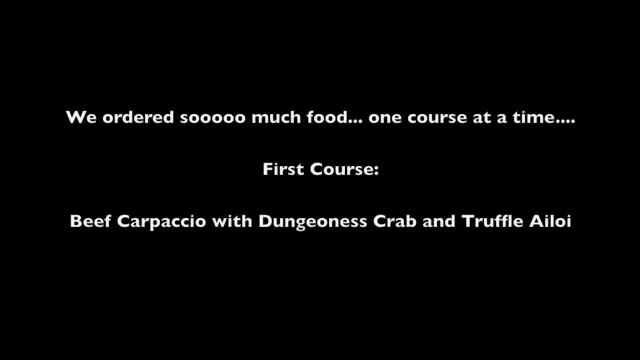 We ordered sooooo much food... one course at a time....
First Course:
Beef Carpaccio with Dungeoness Crab and Truffle Ailoi